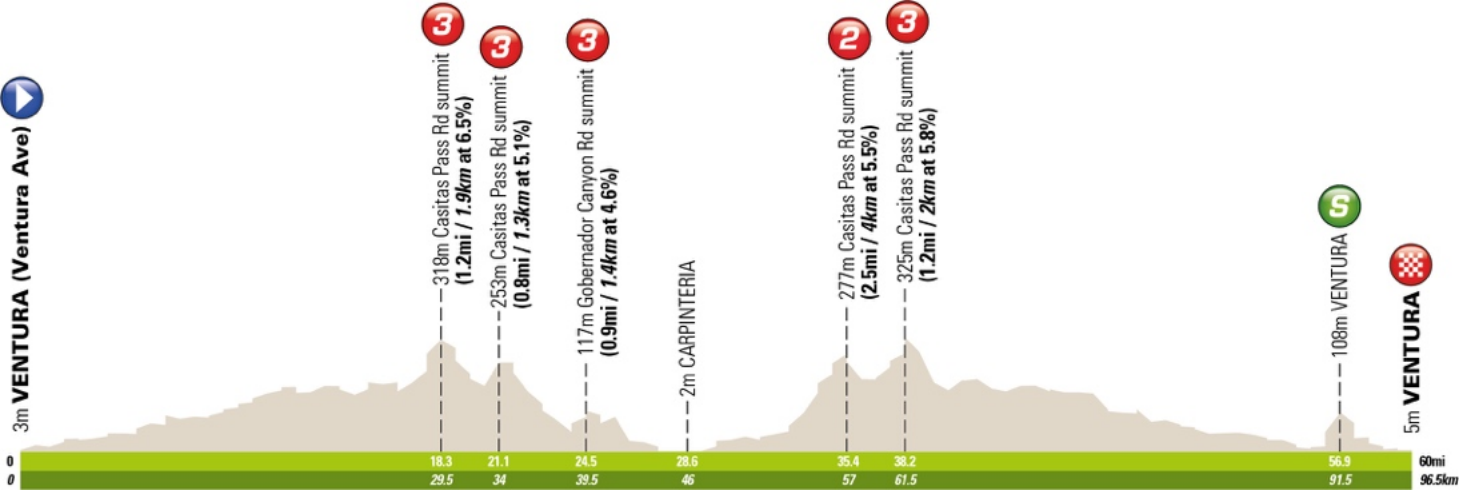 3m VENTURA (Ventura Ave)
3
318m Casitas Pass Rd summit
(1.2mi / 1.9km at 6.5%)
3
253m Casitas Pass Rd summit
(0.8mi / 1.3km at 5.1%)
3
117m Gobernador Canyon Rd summit
(0.9mi / 1.4km at 4.6%)
2m CARPINTERIA
2
277m Casitas Pass Rd summit
(2.5mi / 4km at 5.5%)
3
325m Casitas Pass Rd summit
(1.2mi / 2km at 5.8%)
S
108m VENTURA
5m VENTURA
0 18.3 21.1 24.5 28.6 35.4 38.2 56.9 60mi
0 29.5 34 39.5 46 57 61.5 91.5 96.5km